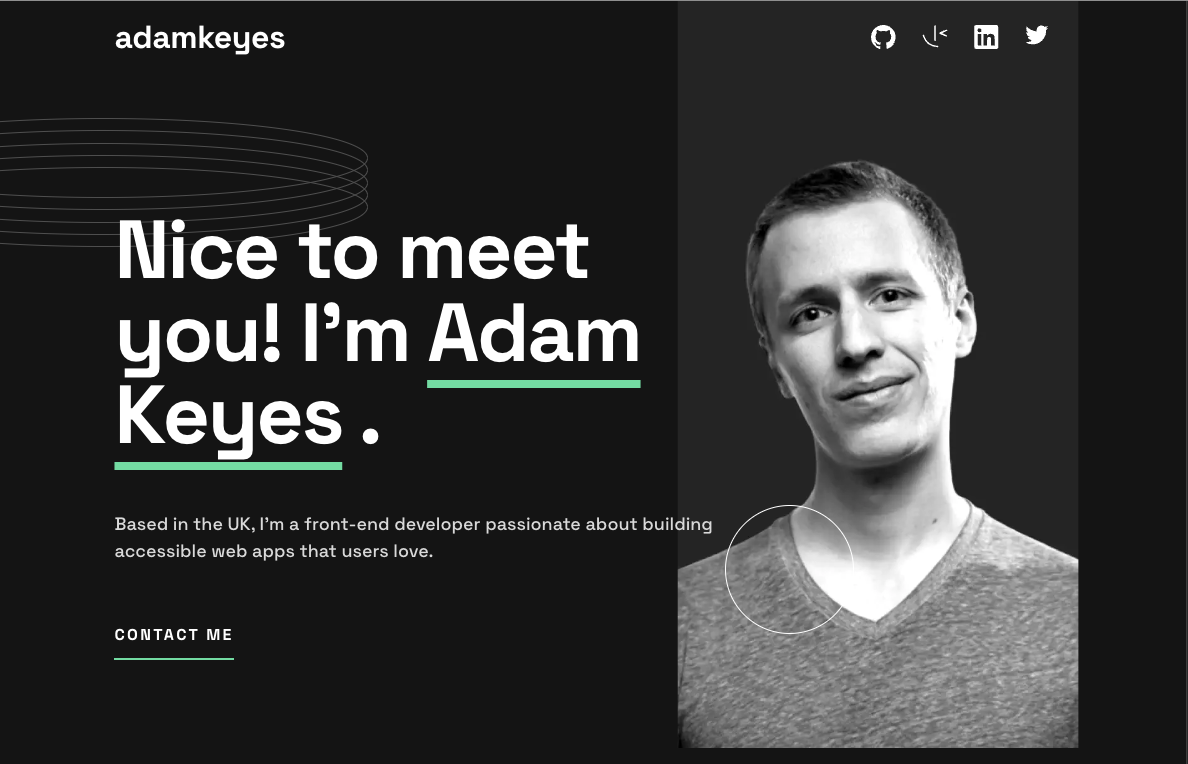 adamkeyes
Nice to meet
you! I’m Adam
Keyes .
Based in the UK, I’m a front-end developer passionate about building
accessible web apps that users love.
CONTACT ME